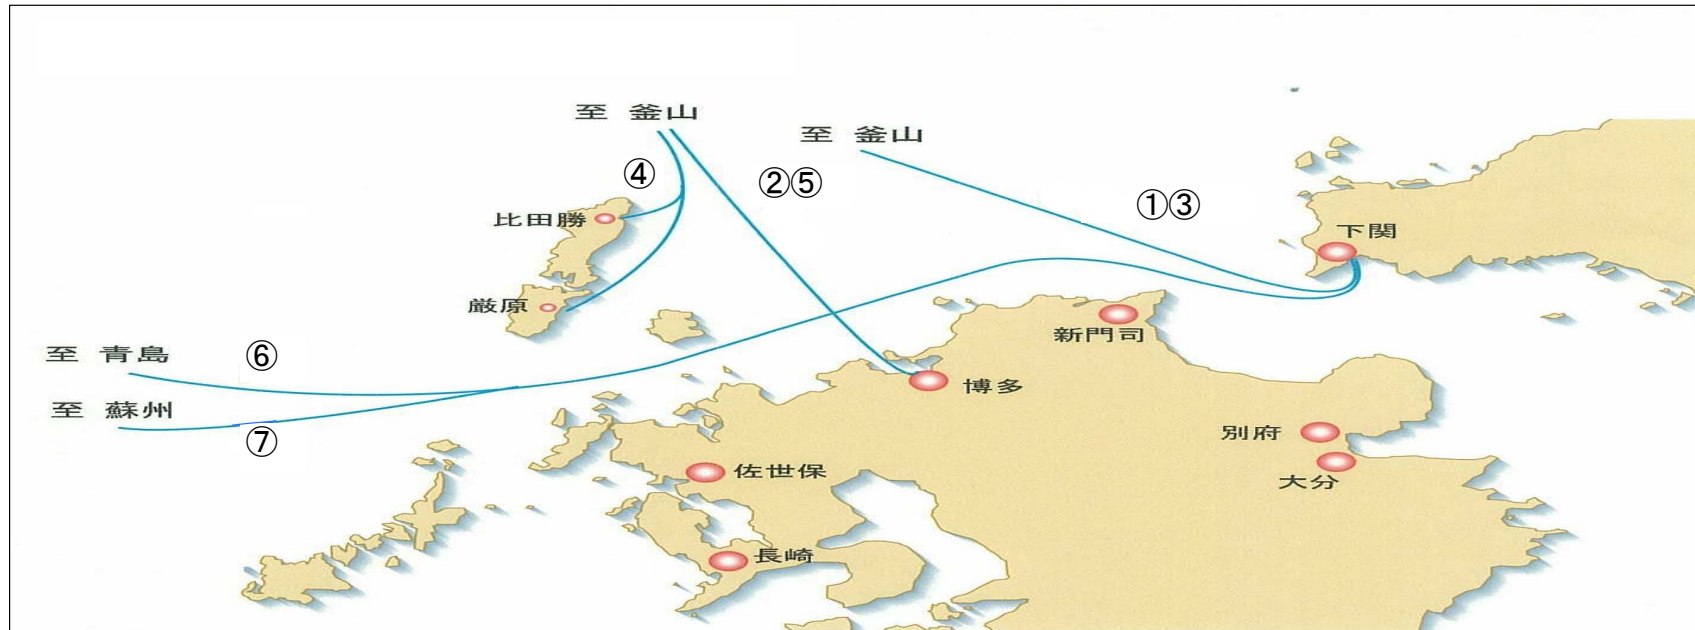 至 釜山
至 釜山
④
②⑤
①③
比田勝
下関
厳原
新門司
至 青島
⑥
博多
至 蘇州
⑦
別府
佐世保
大分
長崎